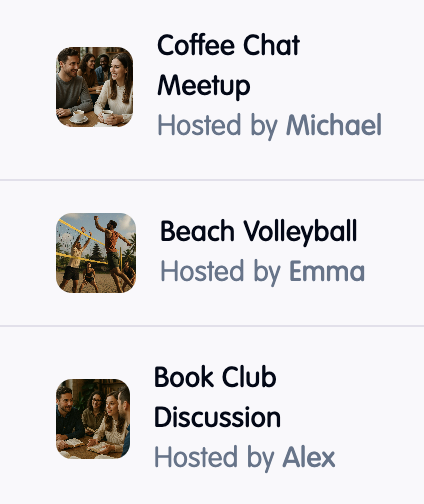 Coffee Chat
Meetup
Hosted by Michael
Beach Volleyball
Hosted by Emma
Book Club
Discussion
Hosted by Alex